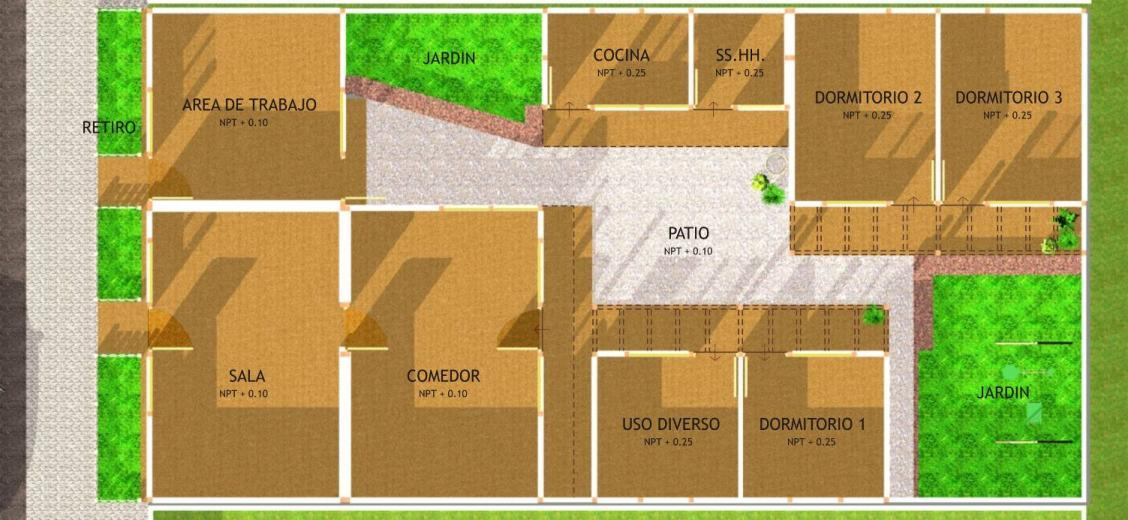 JARDIN
COCINA
NPT + 0.25
SS.HH.
NPT + 0.25
AREA DE TRABAJO
NPT + 0.10
DORMITORIO 2
NPT + 0.25
DORMITORIO 3
NPT + 0.25
RETIRO
PATIO
NPT + 0.10
SALA
NPT + 0.10
COMEDOR
NPT + 0.10
JARDIN
USO DIVERSO
NPT + 0.25
DORMITORIO 1
NPT + 0.25